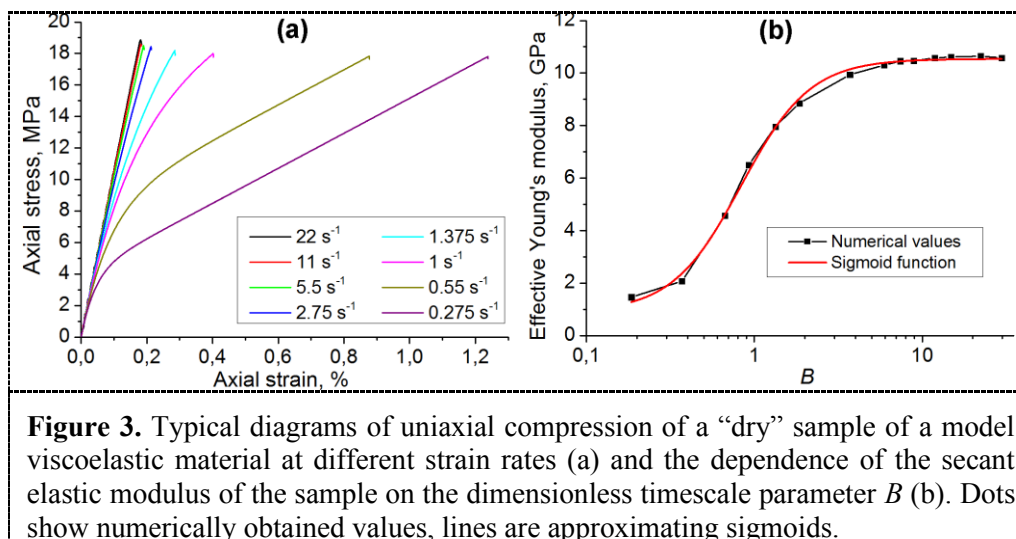 (a)
Axial stress, MPa
20
18
16
14
12
10
8
6
4
2
0
0,0 0,2 0,4 0,6 0,8 1,0 1,2
Axial strain, %
22 s⁻¹ 1.375 s⁻¹
11 s⁻¹ 1 s⁻¹
5.5 s⁻¹ 0.55 s⁻¹
2.75 s⁻¹ 0.275 s⁻¹
(b)
Effective Young's modulus, GPa
12
10
8
6
4
2
0
0,1 1 10
B
Numerical values
Sigmoid function
Figure 3. Typical diagrams of uniaxial compression of a “dry” sample of a model
viscoelastic material at different strain rates (a) and the dependence of the secant
elastic modulus of the sample on the dimensionless timescale parameter B (b). Dots
show numerically obtained values, lines are approximating sigmoids.